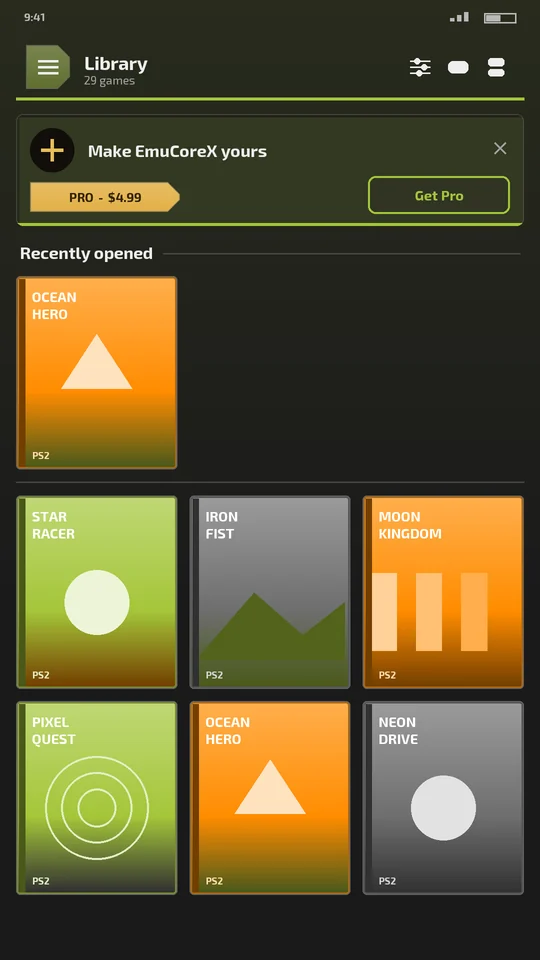 9:41
Library
29 games
Make EmuCoreX yours
PRO - $4.99
Get Pro
Recently opened
OCEAN
HERO
PS2
STAR
RACER
PS2
IRON
FIST
PS2
MOON
KINGDOM
PS2
PIXEL
QUEST
PS2
OCEAN
HERO
PS2
NEON
DRIVE
PS2